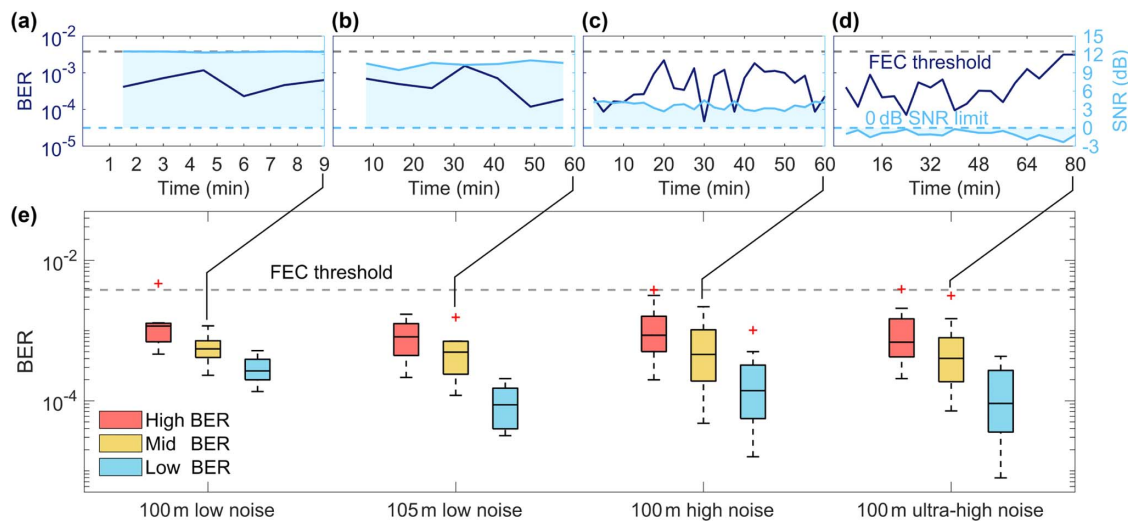 (a)
(b)
(c)
(d)
10⁻²
10⁻³
10⁻⁴
10⁻⁵
BER
FEC threshold
0 dB SNR limit
15
12
9
6
3
0
-3
SNR (dB)
0 1 2 3 4 5 6 7 8 9
10 20 30 40 50 60
10 20 30 40 50 60
0 16 32 48 64 80
Time (min)
Time (min)
Time (min)
Time (min)
(e)
10⁻²
FEC threshold
BER
10⁻⁴
High BER
Mid BER
Low BER
100 m low noise
105 m low noise
100 m high noise
100 m ultra-high noise